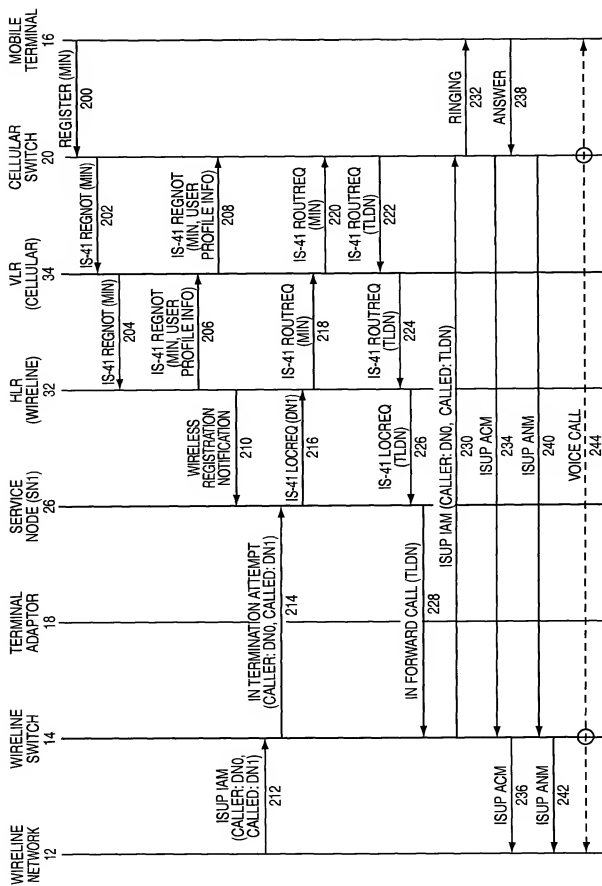 MOBILE
TERMINAL
16
CELLULAR
SWITCH
20
VLR
(CELLULAR)
34
HLR
(WIRELINE)
32
SERVICE
NODE (SN1)
26
TERMINAL
ADAPTOR
18
WIRELINE
SWITCH
14
WIRELINE
NETWORK
12
REGISTER (MIN)
200
IS-41 REGNOT (MIN)
202
IS-41 REGNOT (MIN)
204
IS-41 REGNOT
(MIN, USER
PROFILE INFO)
206
IS-41 REGNOT
(MIN, USER
PROFILE INFO)
208
WIRELESS
REGISTRATION
NOTIFICATION
210
ISUP IAM
(CALLER: DN0,
CALLED: DN1)
212
IN TERMINATION ATTEMPT
(CALLER: DN0, CALLED: DN1)
214
IS-41 LOCREQ (DN1)
216
IS-41 ROUTREQ
(MIN)
218
IS-41 ROUTREQ
(MIN)
220
IS-41 ROUTREQ
(TLDN)
222
IS-41 ROUTREQ
(TLDN)
224
IS-41 LOCREQ
(TLDN)
226
IN FORWARD CALL (TLDN)
228
ISUP IAM (CALLER: DN0, CALLED: TLDN)
230
RINGING
232
ISUP ACM
234
ISUP ACM
236
ANSWER
238
ISUP ANM
240
ISUP ANM
242
VOICE CALL
244